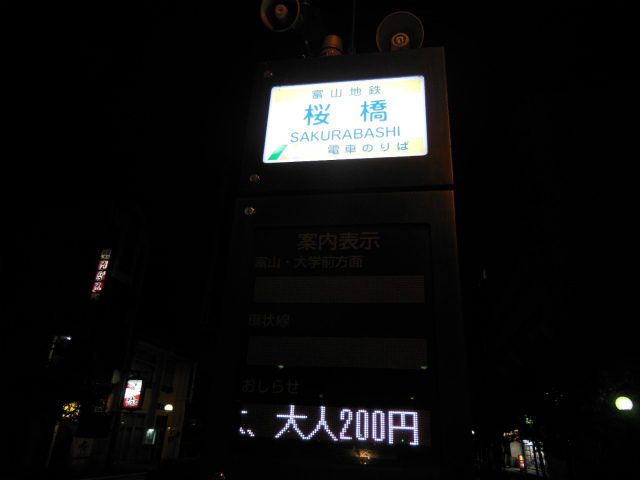 富山地鉄
桜橋
SAKURABASHI
電車のりば
案内表示
富山・大学前方面
環状線
おしらせ
は、大人200円